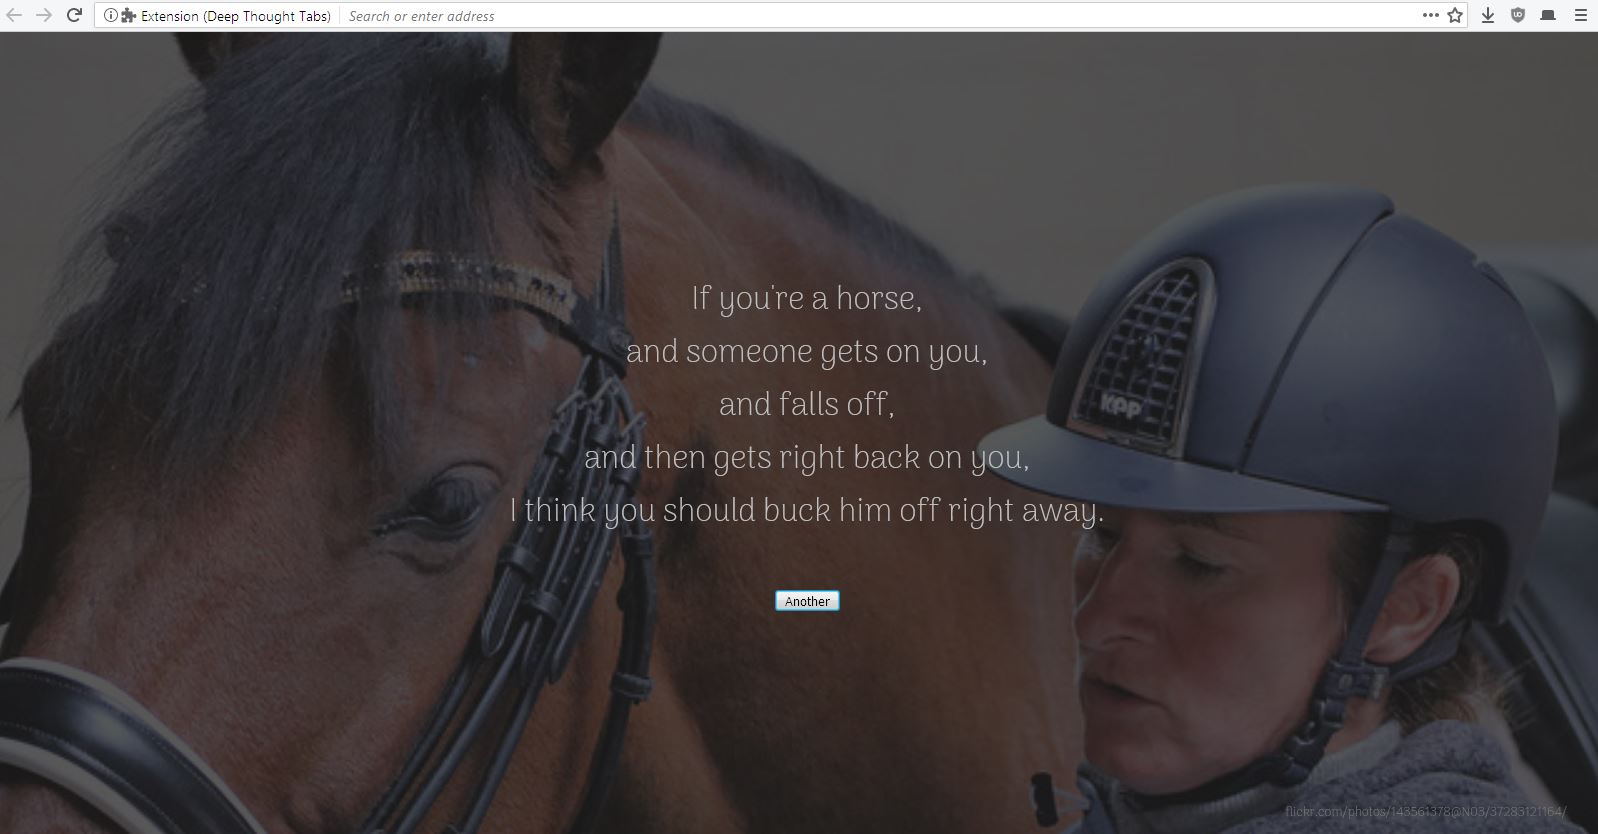 Extension (Deep Thought Tabs) Search or enter address
If you're a horse,
and someone gets on you,
and falls off,
and then gets right back on you,
I think you should buck him off right away.
Another
KEP
flickr.com/photos/143561378@N03/37283121164/